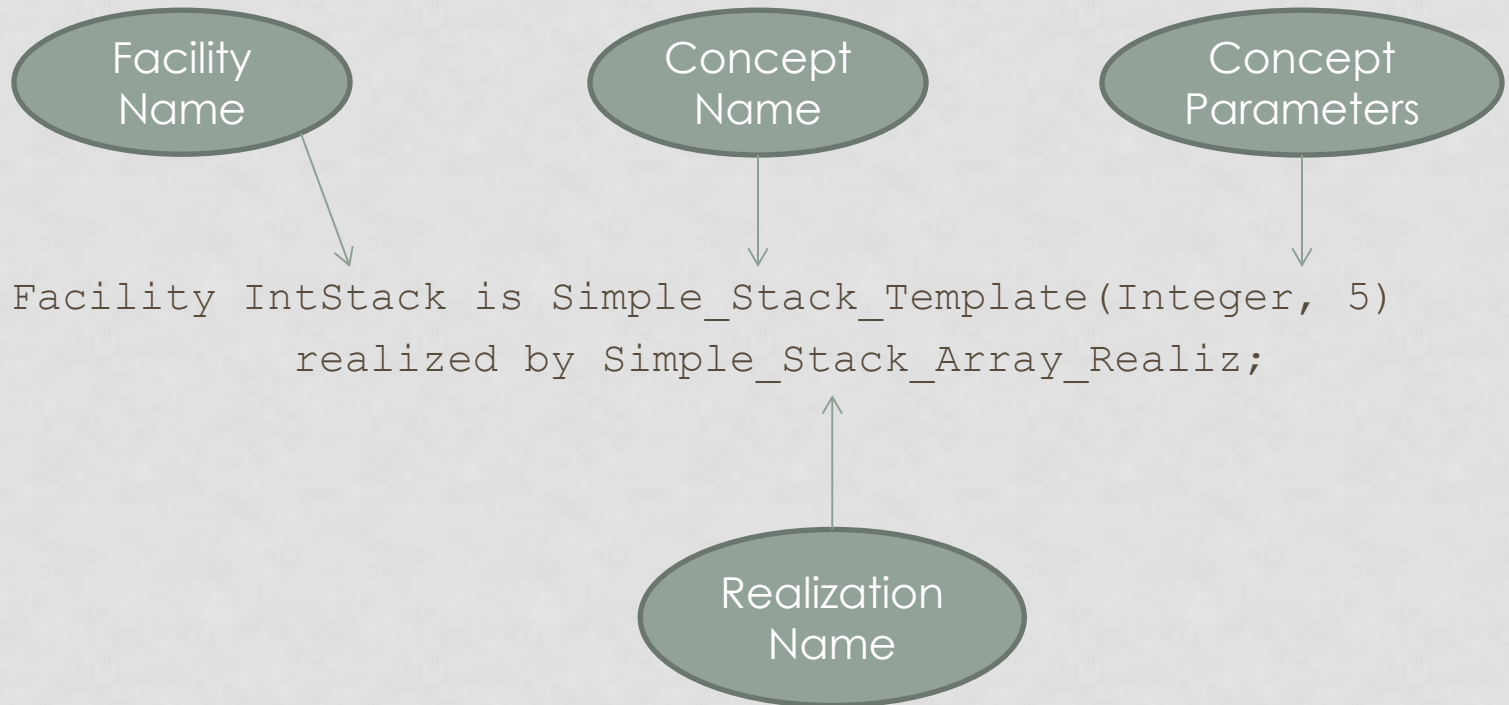 Facility
Name
Concept
Name
Concept
Parameters
Facility IntStack is Simple_Stack_Template(Integer, 5)
realized by Simple_Stack_Array_Realiz;
Realization
Name